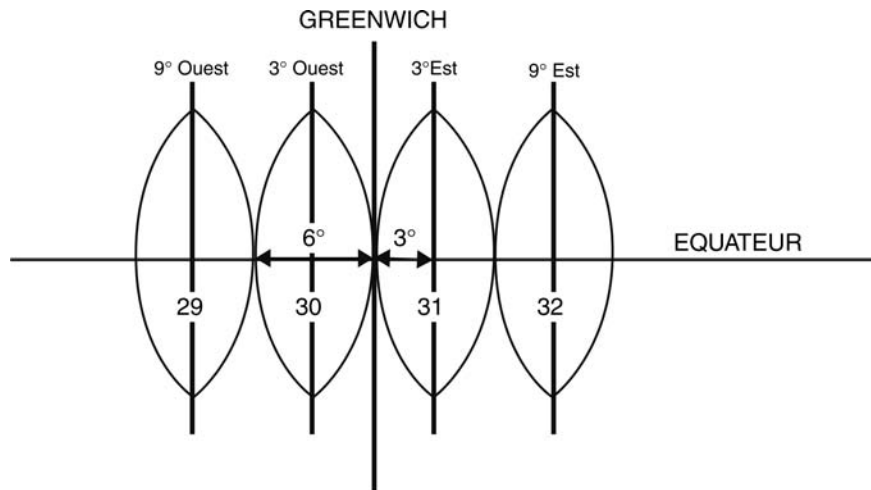 GREENWICH
9° Ouest 3° Ouest 3°Est 9° Est
6° 3°
EQUATEUR
29 30 31 32